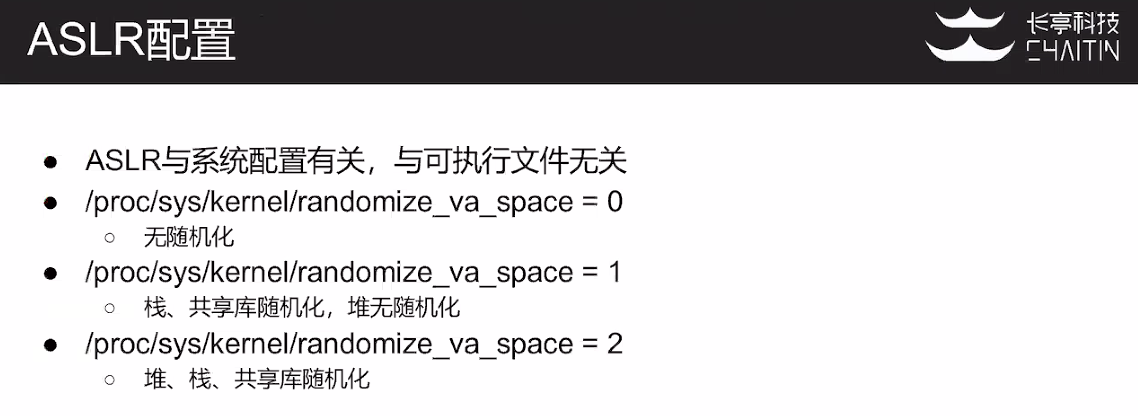 ASLR配置
长亭科技
CHAITIN
● ASLR与系统配置有关，与可执行文件无关
● /proc/sys/kernel/randomize_va_space = 0
○ 无随机化
● /proc/sys/kernel/randomize_va_space = 1
○ 栈、共享库随机化，堆无随机化
● /proc/sys/kernel/randomize_va_space = 2
○ 堆、栈、共享库随机化